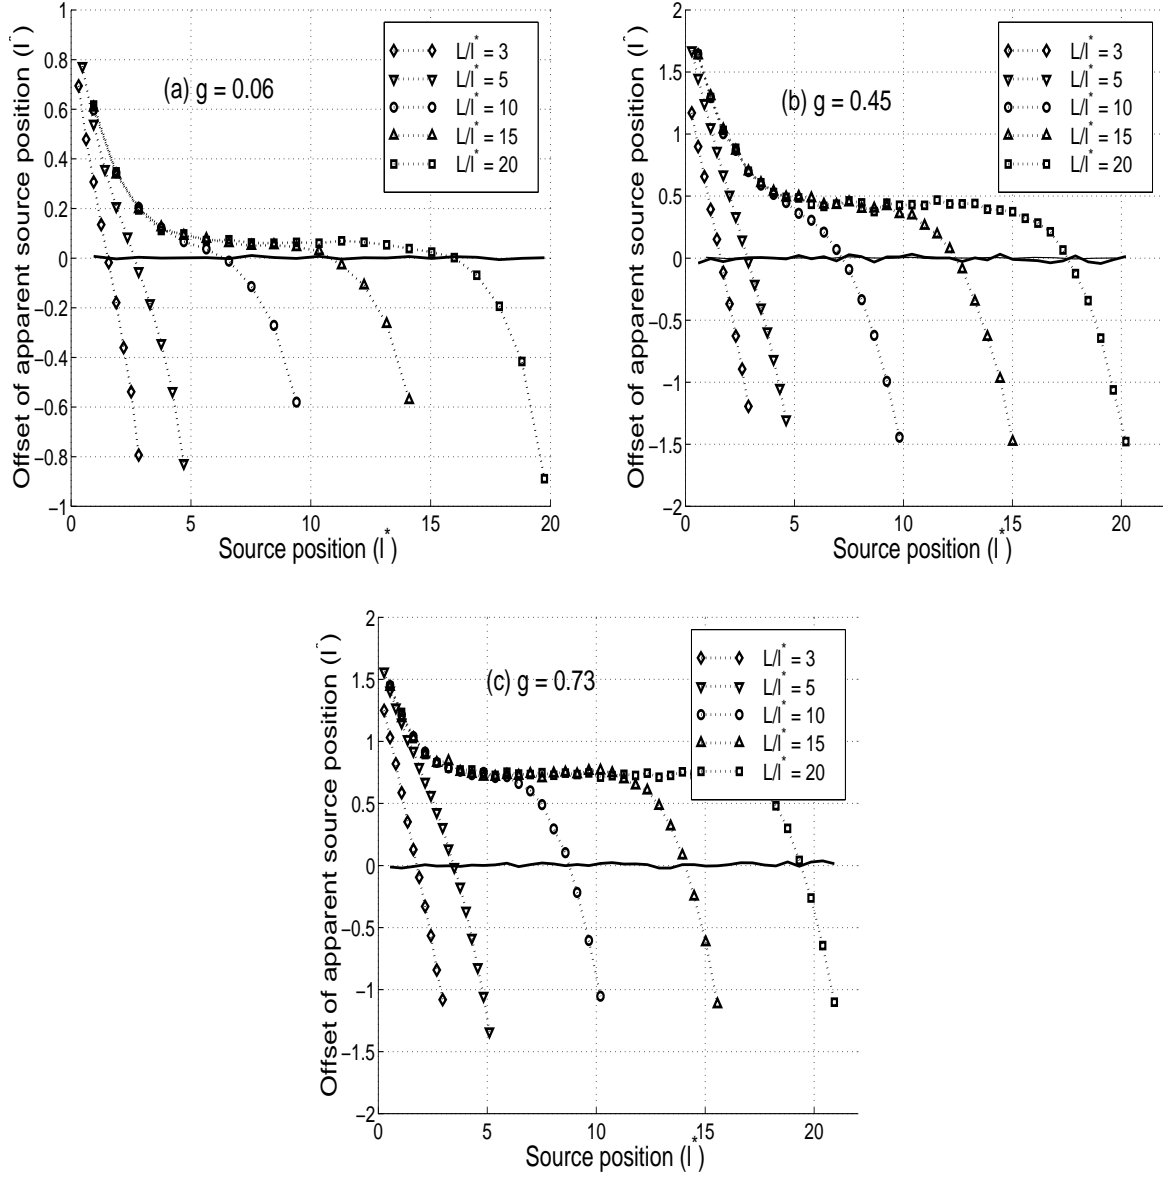 (a) g = 0.06
L/l* = 3
L/l* = 5
L/l* = 10
L/l* = 15
L/l* = 20
Offset of apparent source position (l*)
1
0.8
0.6
0.4
0.2
0
−0.2
−0.4
−0.6
−0.8
−1
0 5 10 15 20
Source position (l*)
(b) g = 0.45
L/l* = 3
L/l* = 5
L/l* = 10
L/l* = 15
L/l* = 20
Offset of apparent source position (l*)
2
1.5
1
0.5
0
−0.5
−1
−1.5
−2
0 5 10 15 20
Source position (l*)
(c) g = 0.73
L/l* = 3
L/l* = 5
L/l* = 10
L/l* = 15
L/l* = 20
Offset of apparent source position (l*)
2
1.5
1
0.5
0
−0.5
−1
−1.5
−2
0 5 10 15 20
Source position (l*)